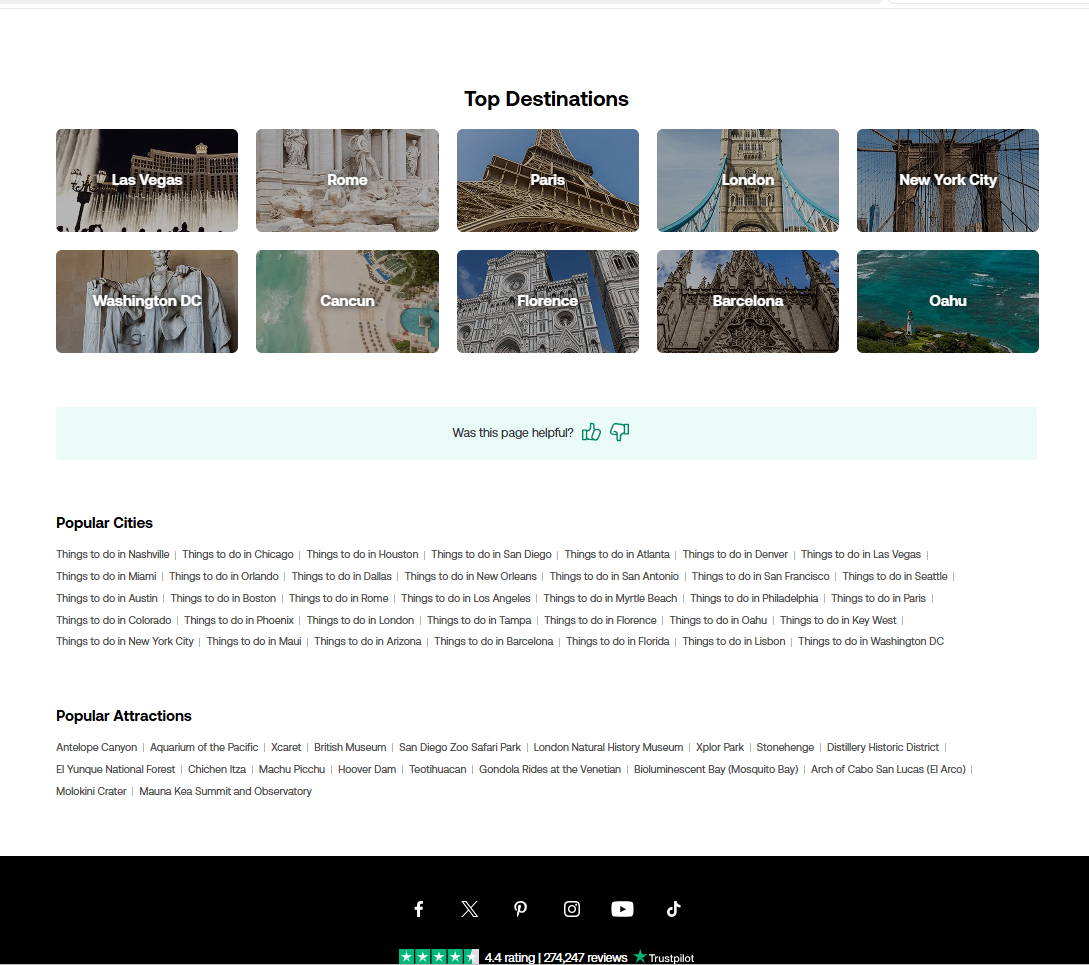 Top Destinations
Las Vegas
Rome
Paris
London
New York City
Washington DC
Cancun
Florence
Barcelona
Oahu
Was this page helpful?
Popular Cities
Things to do in Nashville | Things to do in Chicago | Things to do in Houston | Things to do in San Diego | Things to do in Atlanta | Things to do in Denver | Things to do in Las Vegas |
Things to do in Miami | Things to do in Orlando | Things to do in Dallas | Things to do in New Orleans | Things to do in San Antonio | Things to do in San Francisco | Things to do in Seattle |
Things to do in Austin | Things to do in Boston | Things to do in Rome | Things to do in Los Angeles | Things to do in Myrtle Beach | Things to do in Philadelphia | Things to do in Paris |
Things to do in Colorado | Things to do in Phoenix | Things to do in London | Things to do in Tampa | Things to do in Florence | Things to do in Oahu | Things to do in Key West |
Things to do in New York City | Things to do in Maui | Things to do in Arizona | Things to do in Barcelona | Things to do in Florida | Things to do in Lisbon | Things to do in Washington DC
Popular Attractions
Antelope Canyon | Aquarium of the Pacific | Xcaret | British Museum | San Diego Zoo Safari Park | London Natural History Museum | Xplor Park | Stonehenge | Distillery Historic District |
El Yunque National Forest | Chichen Itza | Machu Picchu | Hoover Dam | Teotihuacan | Gondola Rides at the Venetian | Bioluminescent Bay (Mosquito Bay) | Arch of Cabo San Lucas (El Arco) |
Molokini Crater | Mauna Kea Summit and Observatory
4.4 rating | 274,247 reviews Trustpilot